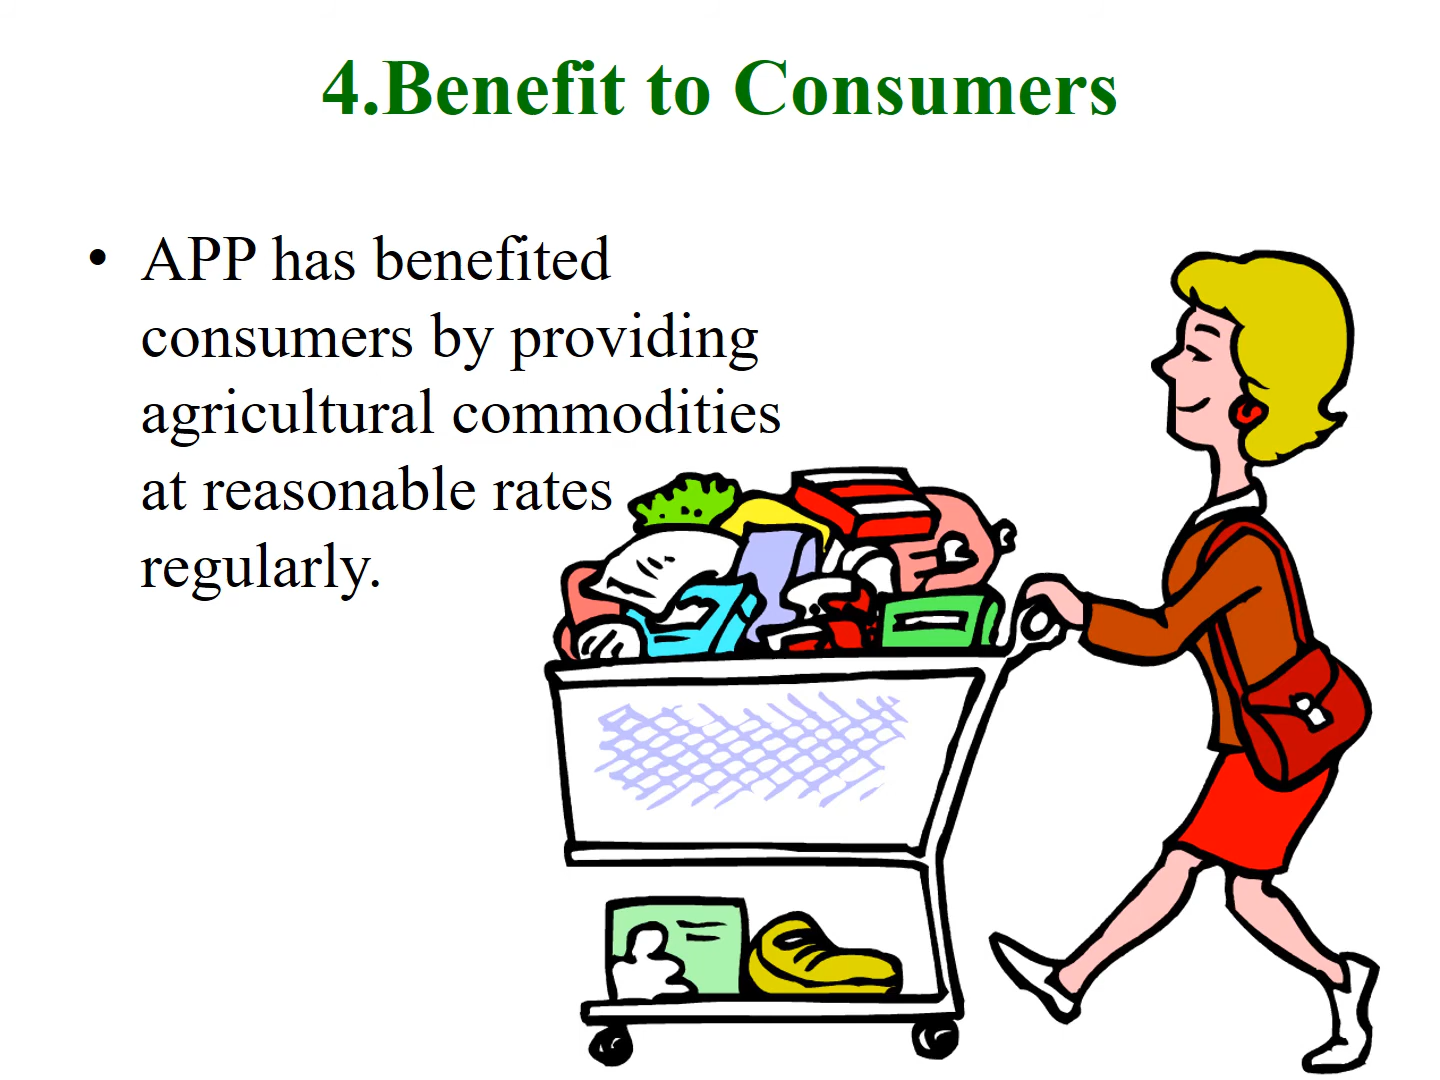 4.Benefit to Consumers
• APP has benefited
consumers by providing
agricultural commodities
at reasonable rates
regularly.